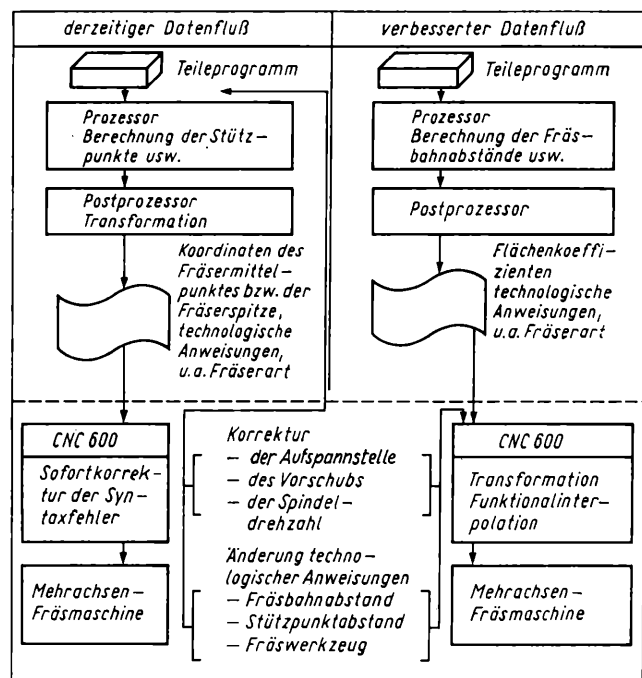 derzeitiger Datenfluß
Teileprogramm
Prozessor
Berechnung der Stütz-
punkte usw.
Postprozessor
Transformation
Koordinaten des
Fräsermittel-
punktes bzw. der
Fräserspitze,
technologische
Anweisungen,
u.a. Fräserart
CNC 600
Sofortkorrek-
tur der Syn-
taxfehler
Mehrachsen-
Fräsmaschine
Korrektur
– der Aufspannstelle
– des Vorschubs
– der Spindel-
drehzahl
Änderung techno-
logischer Anweisungen
– Fräsbahnabstand
– Stützpunktabstand
– Fräswerkzeug
verbesserter Datenfluß
Teileprogramm
Prozessor
Berechnung der Fräs-
bahnabstände usw.
Postprozessor
Flächenkoeffi-
zienten
technologische
Anweisungen,
u.a. Fräserart
CNC 600
Transformation
Funktionalinter-
polation
Mehrachsen-
Fräsmaschine